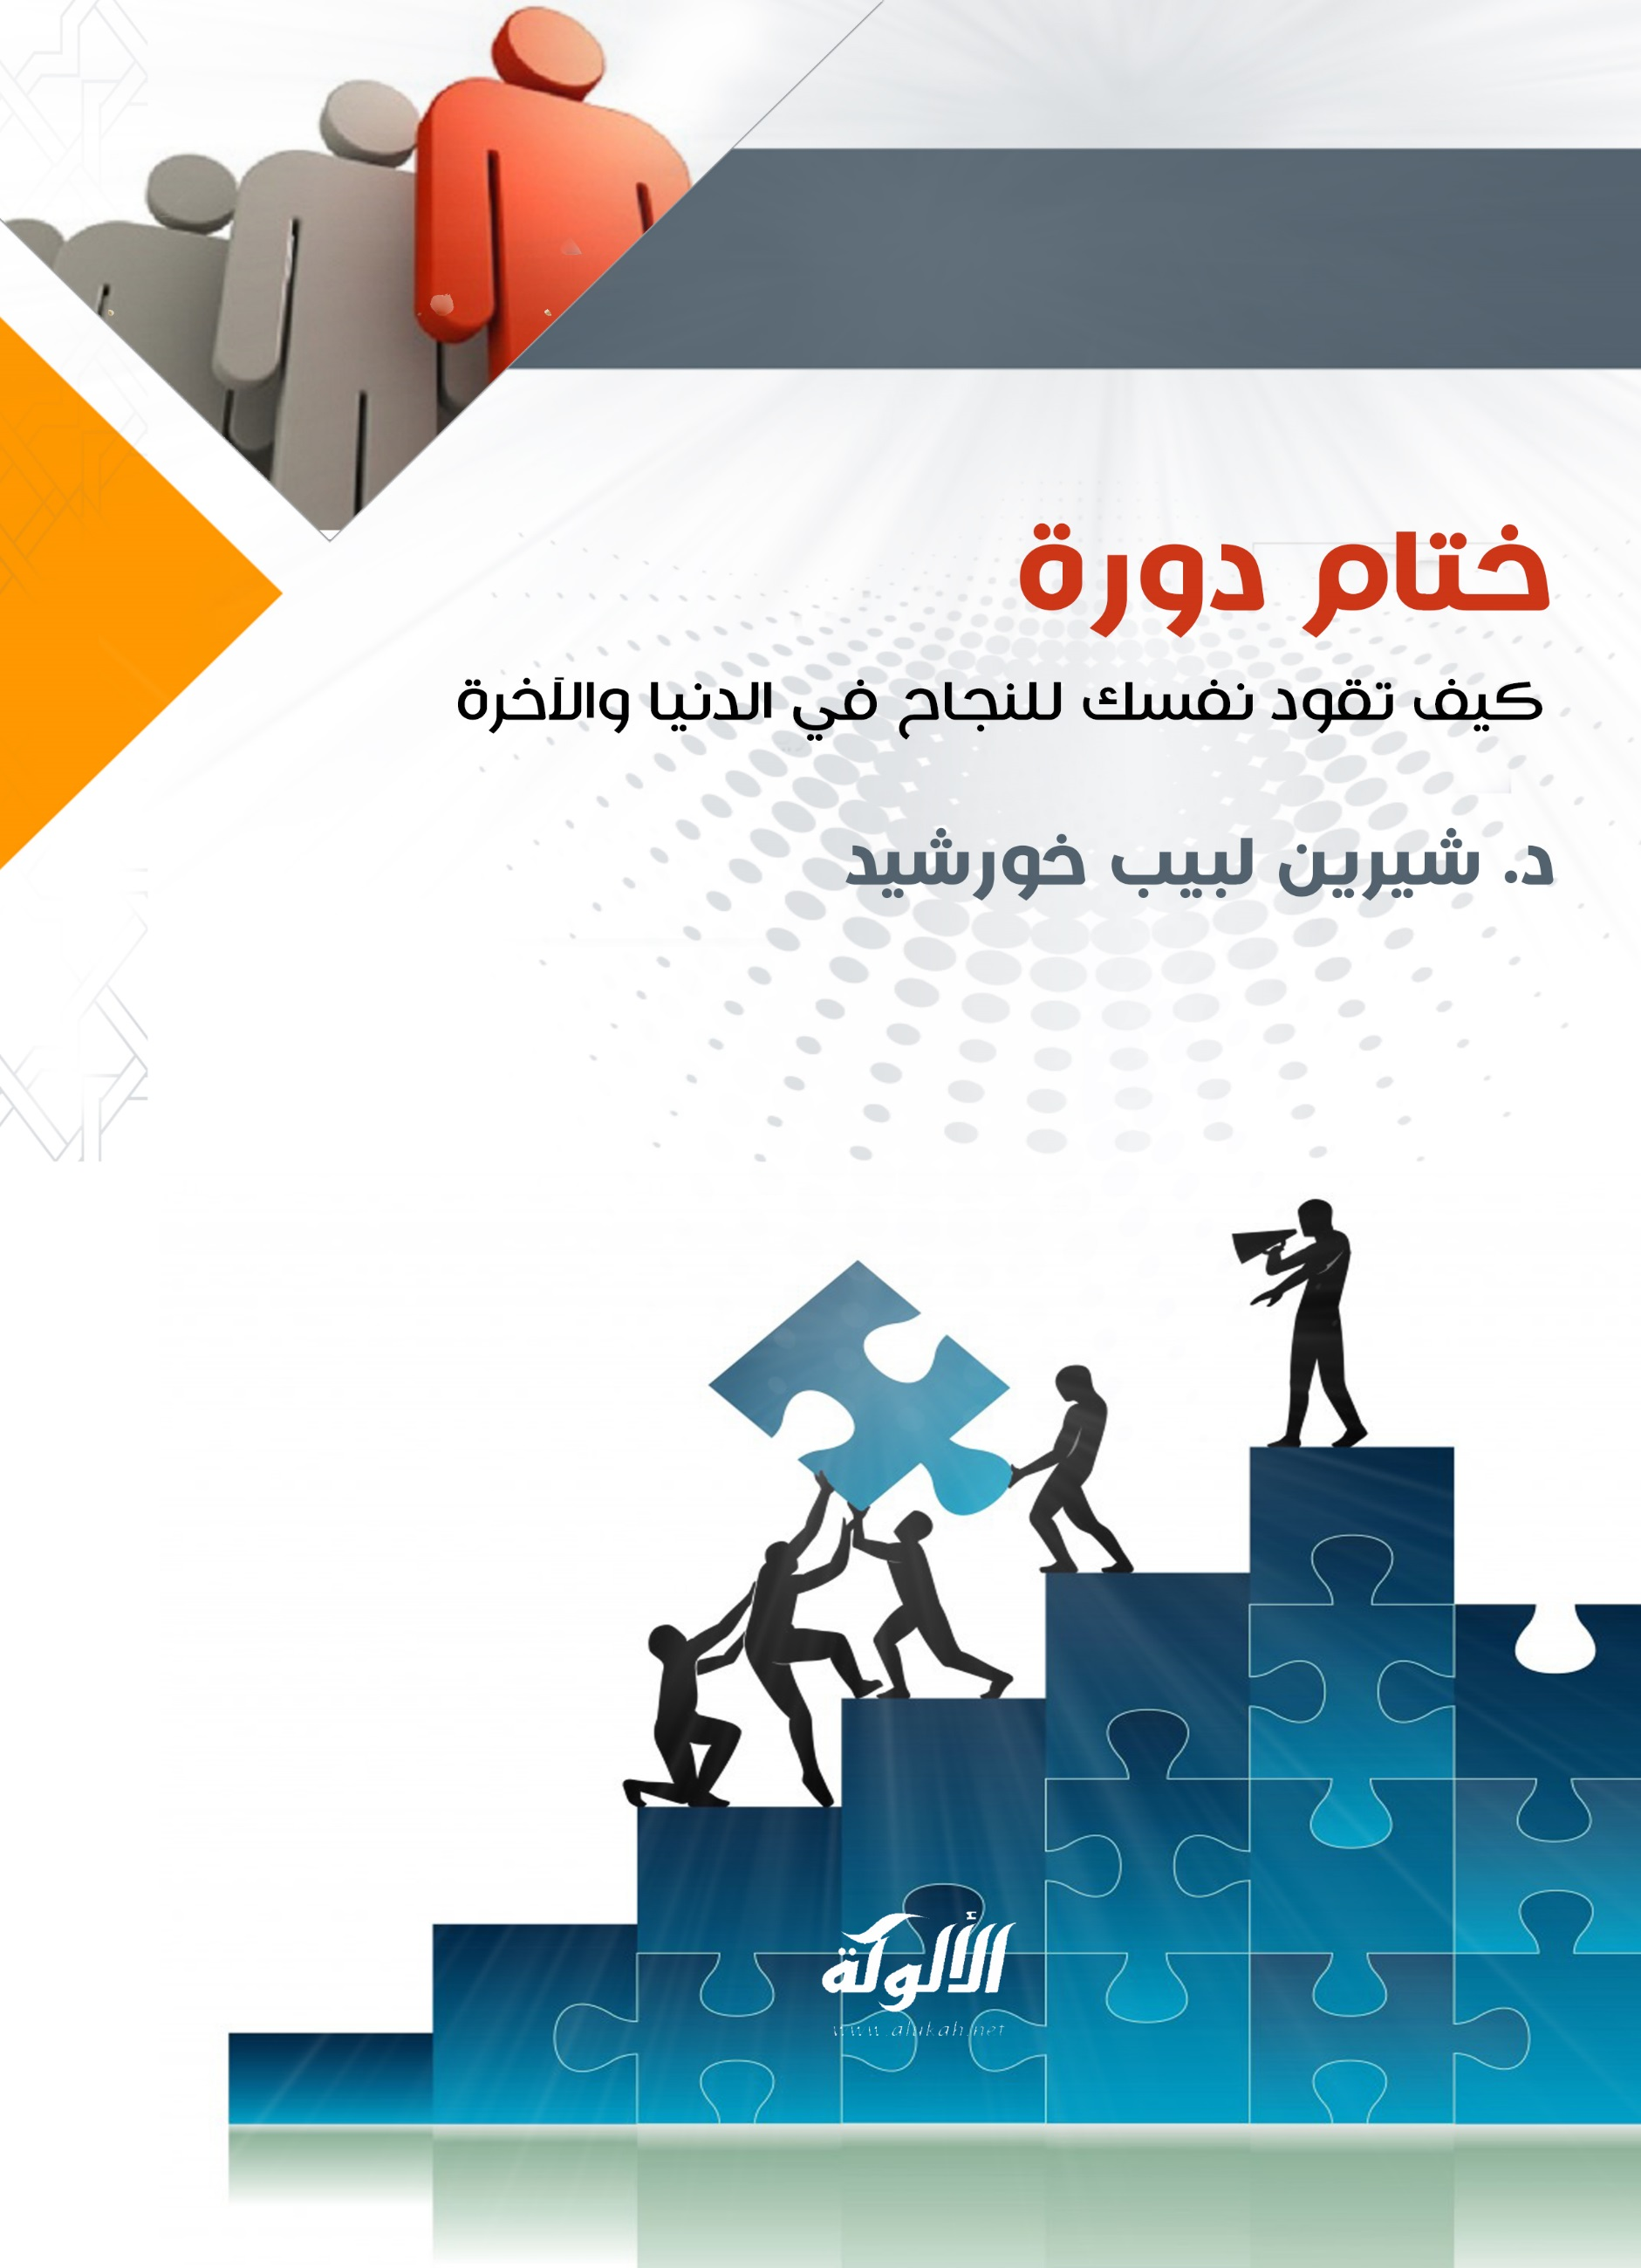 ختام دورة
كيف تقود نفسك للنجاح في الدنيا والآخرة
د. شيرين لبيب خورشيد
الألوكة
www.alukah.net